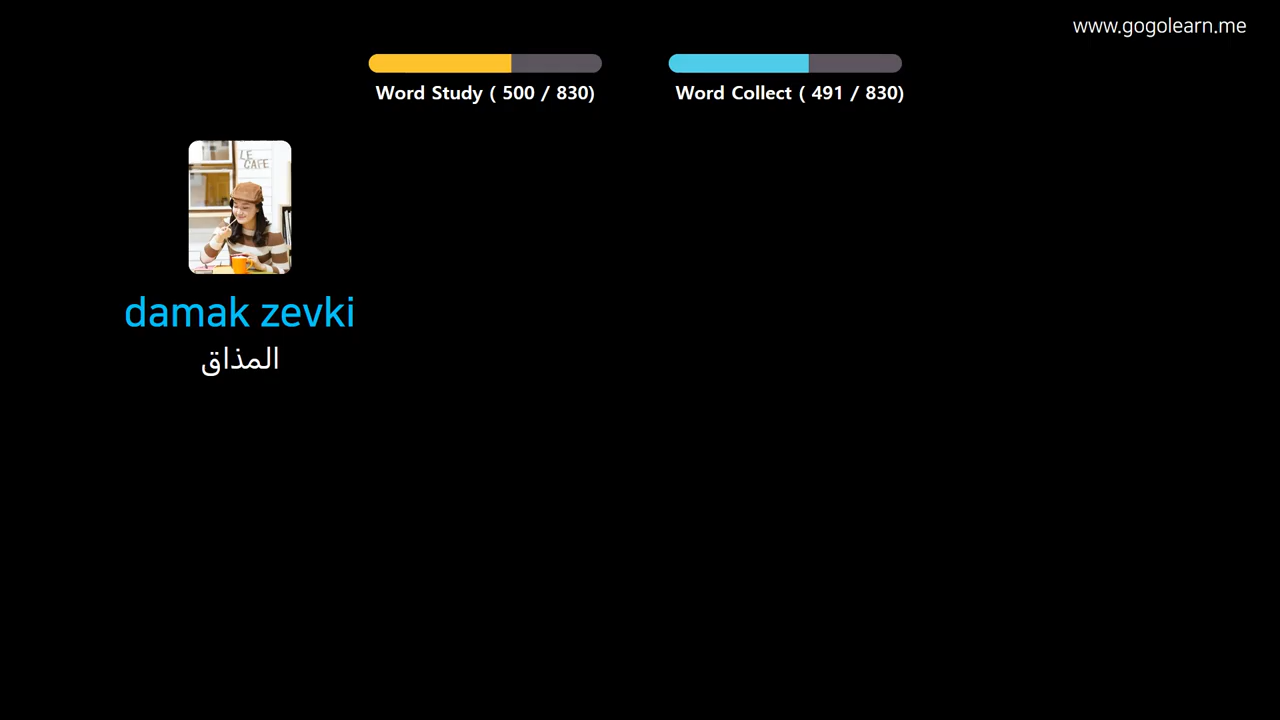 www.gogolearn.me
Word Study ( 500 / 830)
Word Collect ( 491 / 830)
LE
CAFE
damak zevki
المذاق